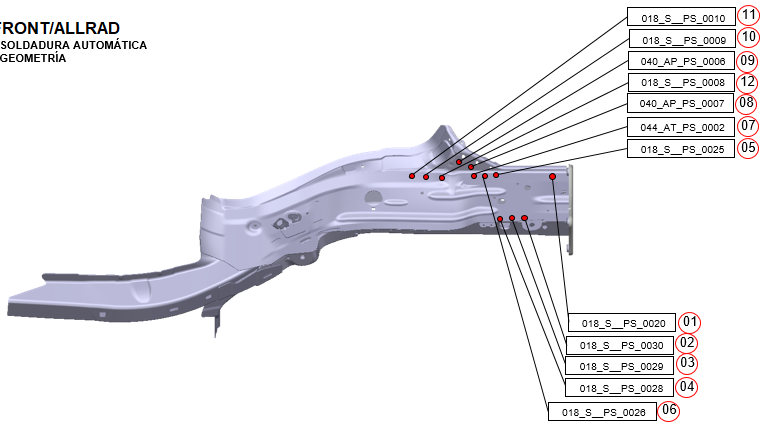 FRONT/ALLRAD
SOLDADURA AUTOMÁTICA
GEOMETRÍA
018_S__PS_0010 11
018_S__PS_0009 10
040_AP_PS_0006 09
018_S__PS_0008 12
040_AP_PS_0007 08
044_AT_PS_0002 07
018_S__PS_0025 05
018_S__PS_0020 01
018_S__PS_0030 02
018_S__PS_0029 03
018_S__PS_0028 04
018_S__PS_0026 06